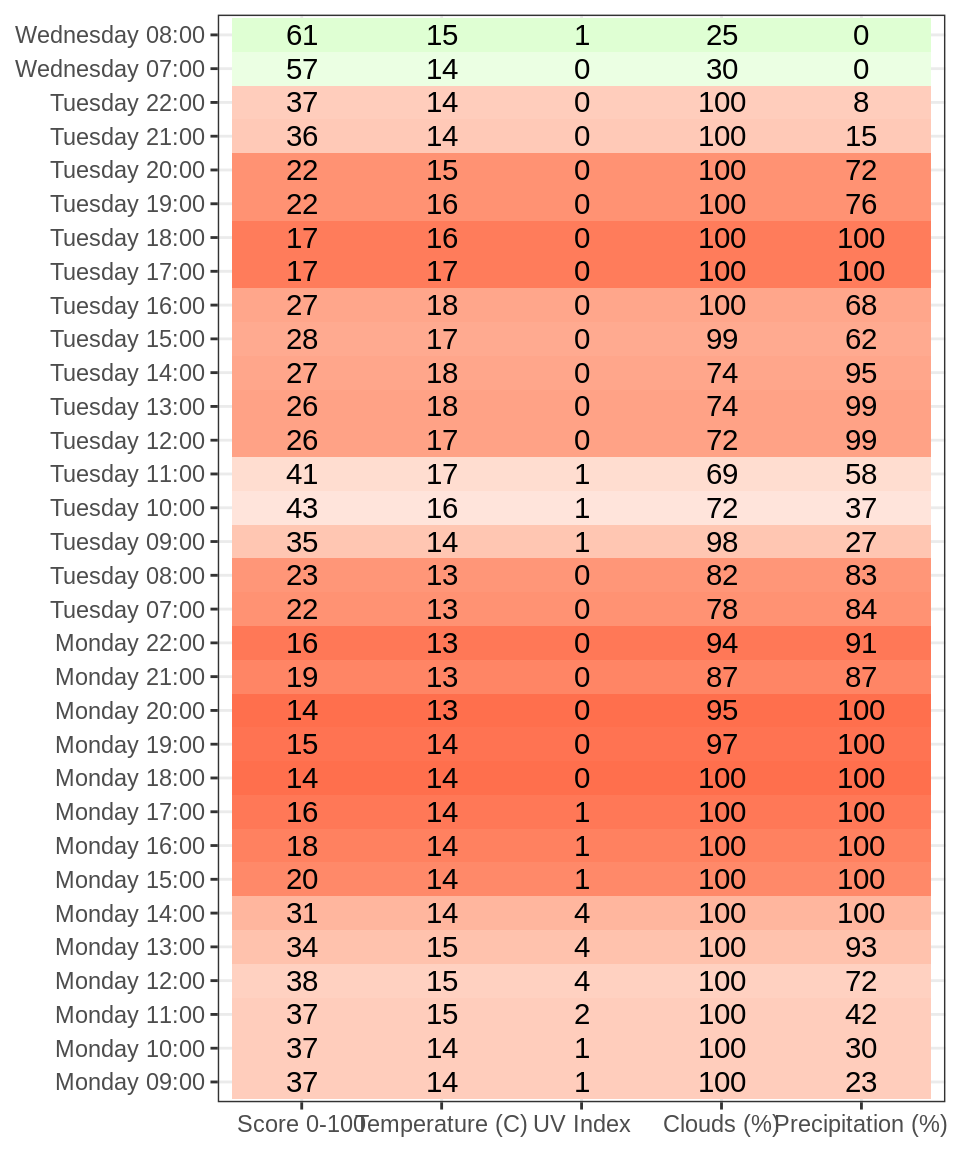 Wednesday 08:00 61 15 1 25 0
Wednesday 07:00 57 14 0 30 0
Tuesday 22:00 37 14 0 100 8
Tuesday 21:00 36 14 0 100 15
Tuesday 20:00 22 15 0 100 72
Tuesday 19:00 22 16 0 100 76
Tuesday 18:00 17 16 0 100 100
Tuesday 17:00 17 17 0 100 100
Tuesday 16:00 27 18 0 100 68
Tuesday 15:00 28 17 0 99 62
Tuesday 14:00 27 18 0 74 95
Tuesday 13:00 26 18 0 74 99
Tuesday 12:00 26 17 0 72 99
Tuesday 11:00 41 17 1 69 58
Tuesday 10:00 43 16 1 72 37
Tuesday 09:00 35 14 1 98 27
Tuesday 08:00 23 13 0 82 83
Tuesday 07:00 22 13 0 78 84
Monday 22:00 16 13 0 94 91
Monday 21:00 19 13 0 87 87
Monday 20:00 14 13 0 95 100
Monday 19:00 15 14 0 97 100
Monday 18:00 14 14 0 100 100
Monday 17:00 16 14 1 100 100
Monday 16:00 18 14 1 100 100
Monday 15:00 20 14 1 100 100
Monday 14:00 31 14 4 100 100
Monday 13:00 34 15 4 100 93
Monday 12:00 38 15 4 100 72
Monday 11:00 37 15 2 100 42
Monday 10:00 37 14 1 100 30
Monday 09:00 37 14 1 100 23
Score 0-100 Temperature (C) UV Index Clouds (%) Precipitation (%)